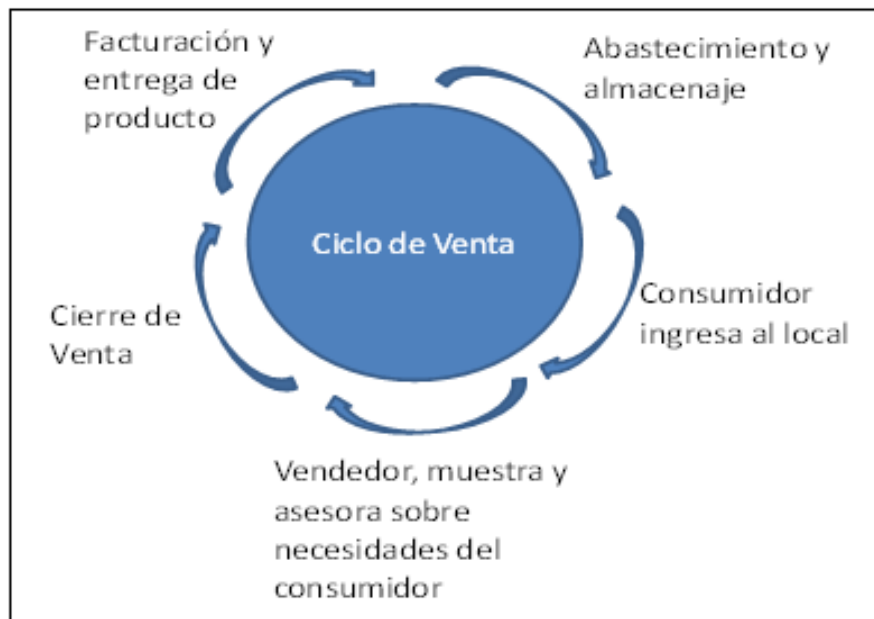 Facturación y
entrega de
producto
Abastecimiento y
almacenaje
Ciclo de Venta
Consumidor
ingresa al local
Cierre de
Venta
Vendedor, muestra y
asesora sobre
necesidades del
consumidor